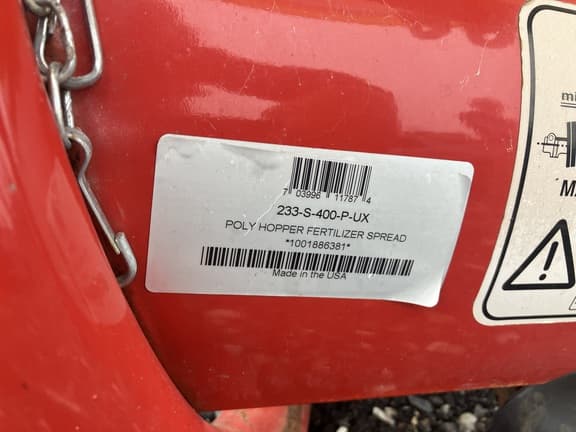 7 03996 11787 4
233-S-400-P-UX
POLY HOPPER FERTILIZER SPREAD
*1001886381*
Made in the USA